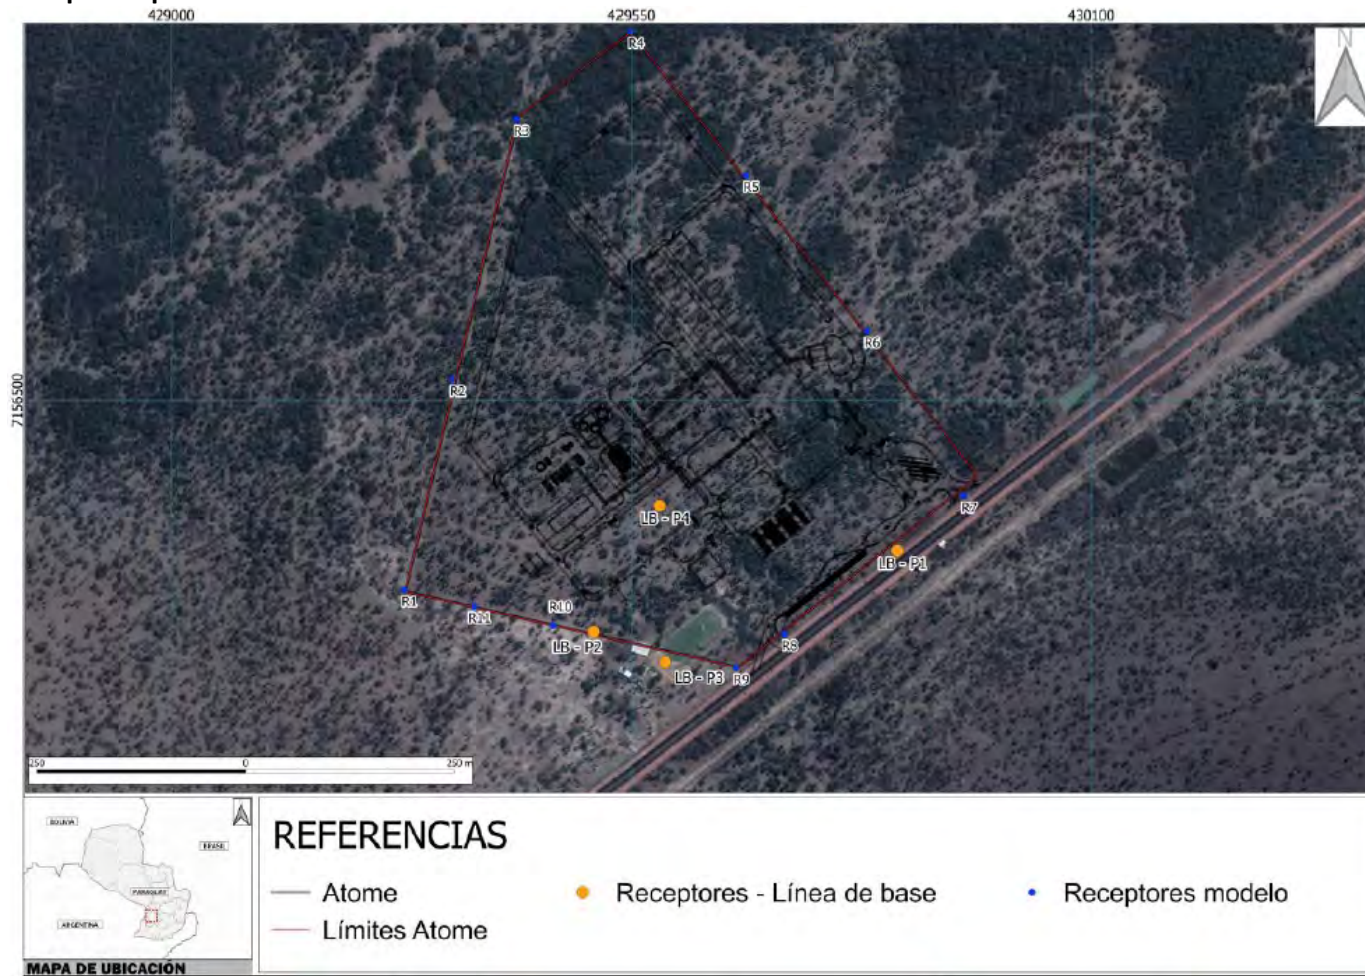 429000
429550
430100
N
R4
R3
R5
R6
R2
7156500
R7
LB - P4
LB - P1
R1
R11
R10
LB - P2
R8
LB - P3
R9
250
0
250 m
BOLIVIA
BRASIL
PARAGUAY
ARGENTINA
MAPA DE UBICACIÓN
REFERENCIAS
Atome
Receptores - Línea de base
Receptores modelo
Límites Atome